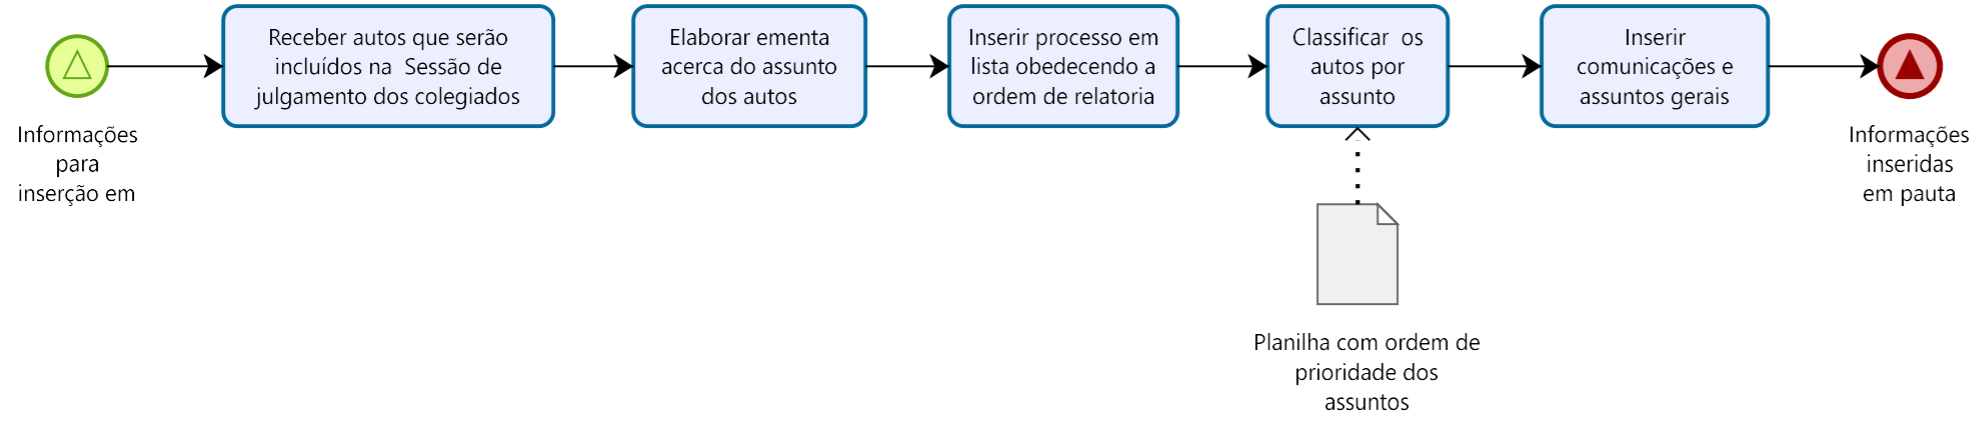 Informações
para
inserção em
Receber autos que serão
incluídos na Sessão de
julgamento dos colegiados
Elaborar ementa
acerca do assunto
dos autos
Inserir processo em
lista obedecendo a
ordem de relatoria
Classificar os
autos por
assunto
Planilha com ordem de
prioridade dos
assuntos
Inserir
comunicações e
assuntos gerais
Informações
inseridas
em pauta